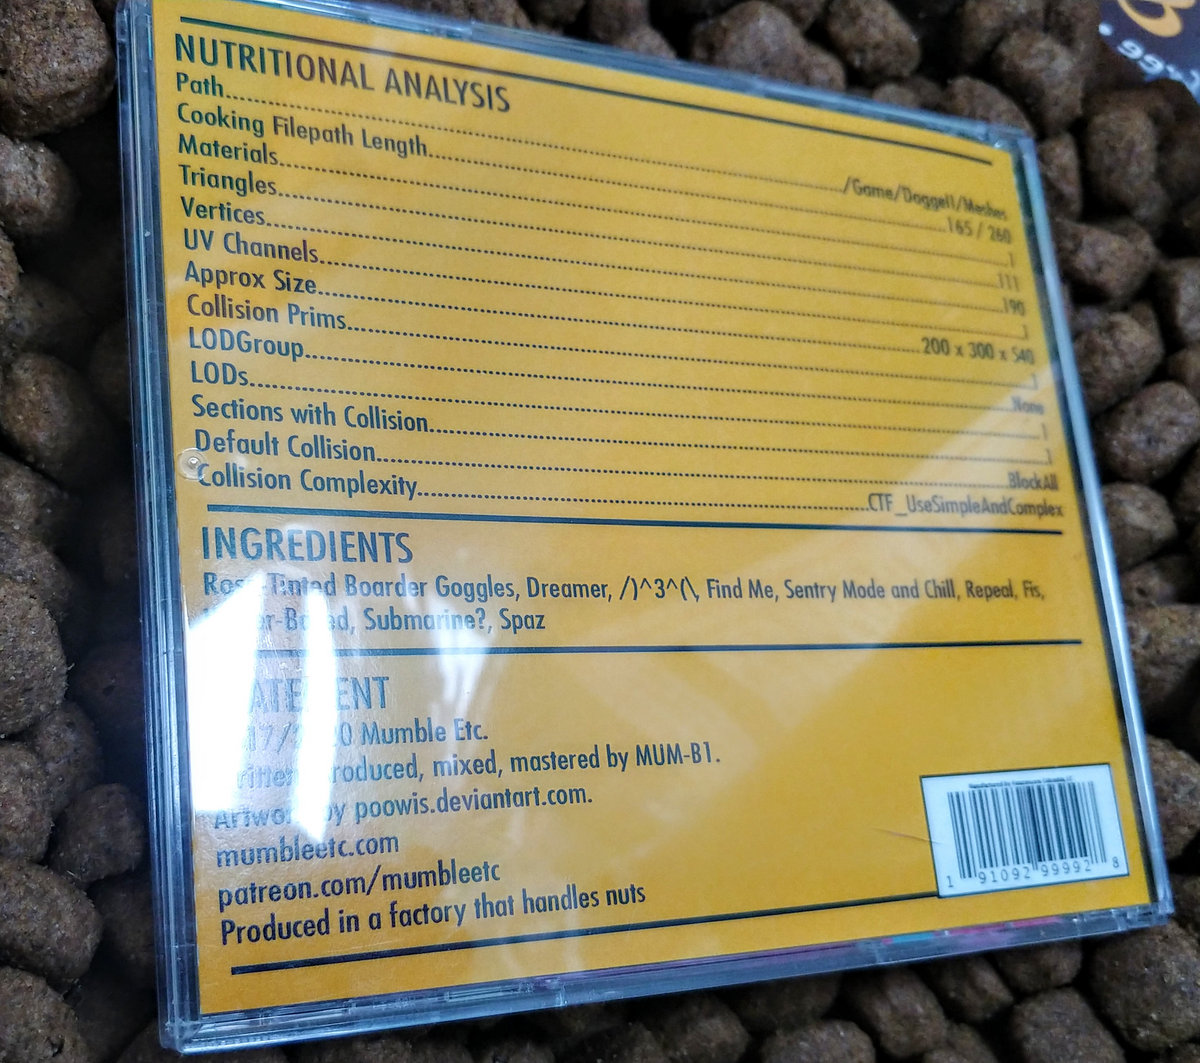 NUTRITIONAL ANALYSIS
Path............/Game/Doggell/Meshes
Cooking Filepath Length............165 / 260
Materials............1
Triangles............111
Vertices............190
UV Channels............1
Approx Size............200 x 300 x 540
Collision Prims............1
LODGroup............None
LODs............1
Sections with Collision............1
Default Collision............BlockAll
Collision Complexity............CTF_UseSimpleAndComplex
INGREDIENTS
Tinted Boarder Goggles, Dreamer, /)^3^(\, Find Me, Sentry Mode and Chill, Repeal, Fis,
Submarine?, Spaz
Mumble Etc.
mixed, mastered by MUM-B1.
Artwork by poowis.deviantart.com.
mumbleetc.com
patreon.com/mumbleetc
Produced in a factory that handles nuts
1 91092 99992 8